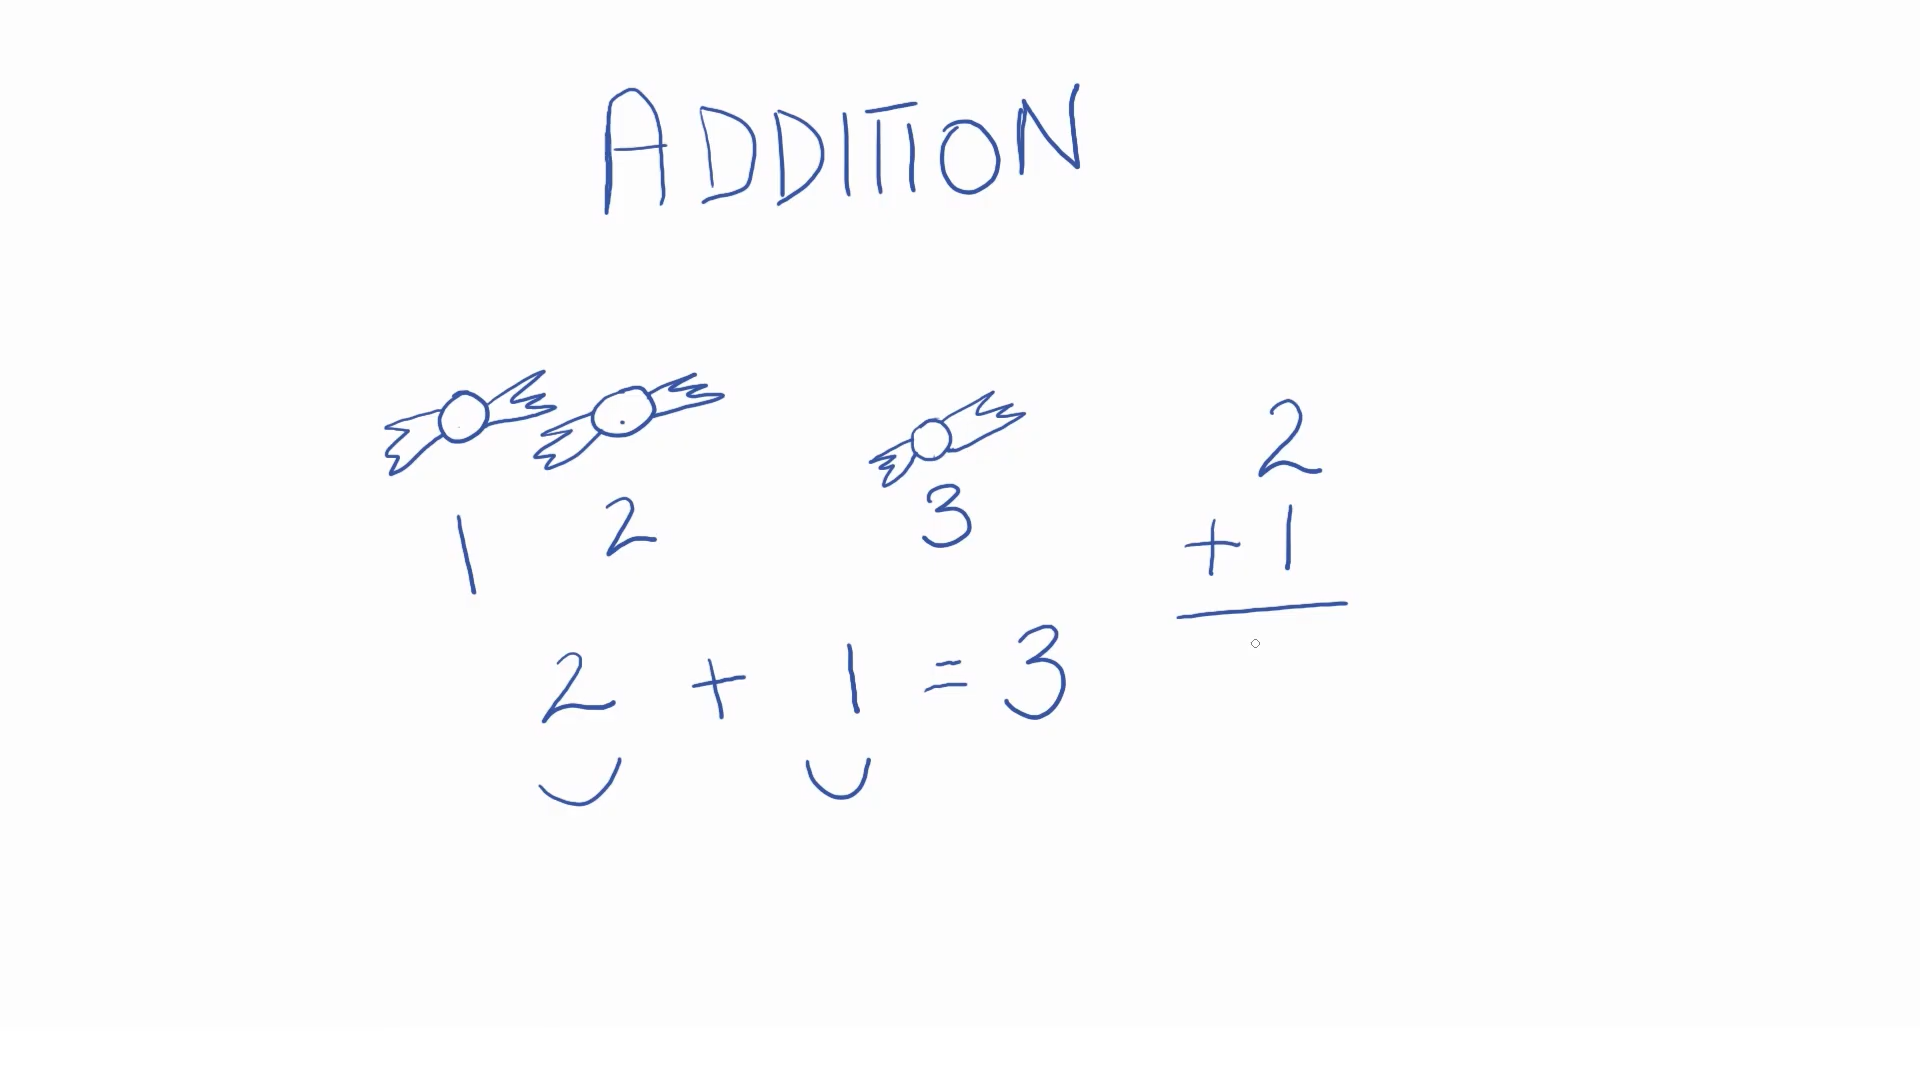 ADDITION
1 2 3
2 + 1 = 3
2
+ 1